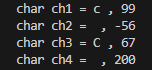 char ch1 = c , 99
char ch2 =  , -56
char ch3 = C , 67
char ch4 =  , 200